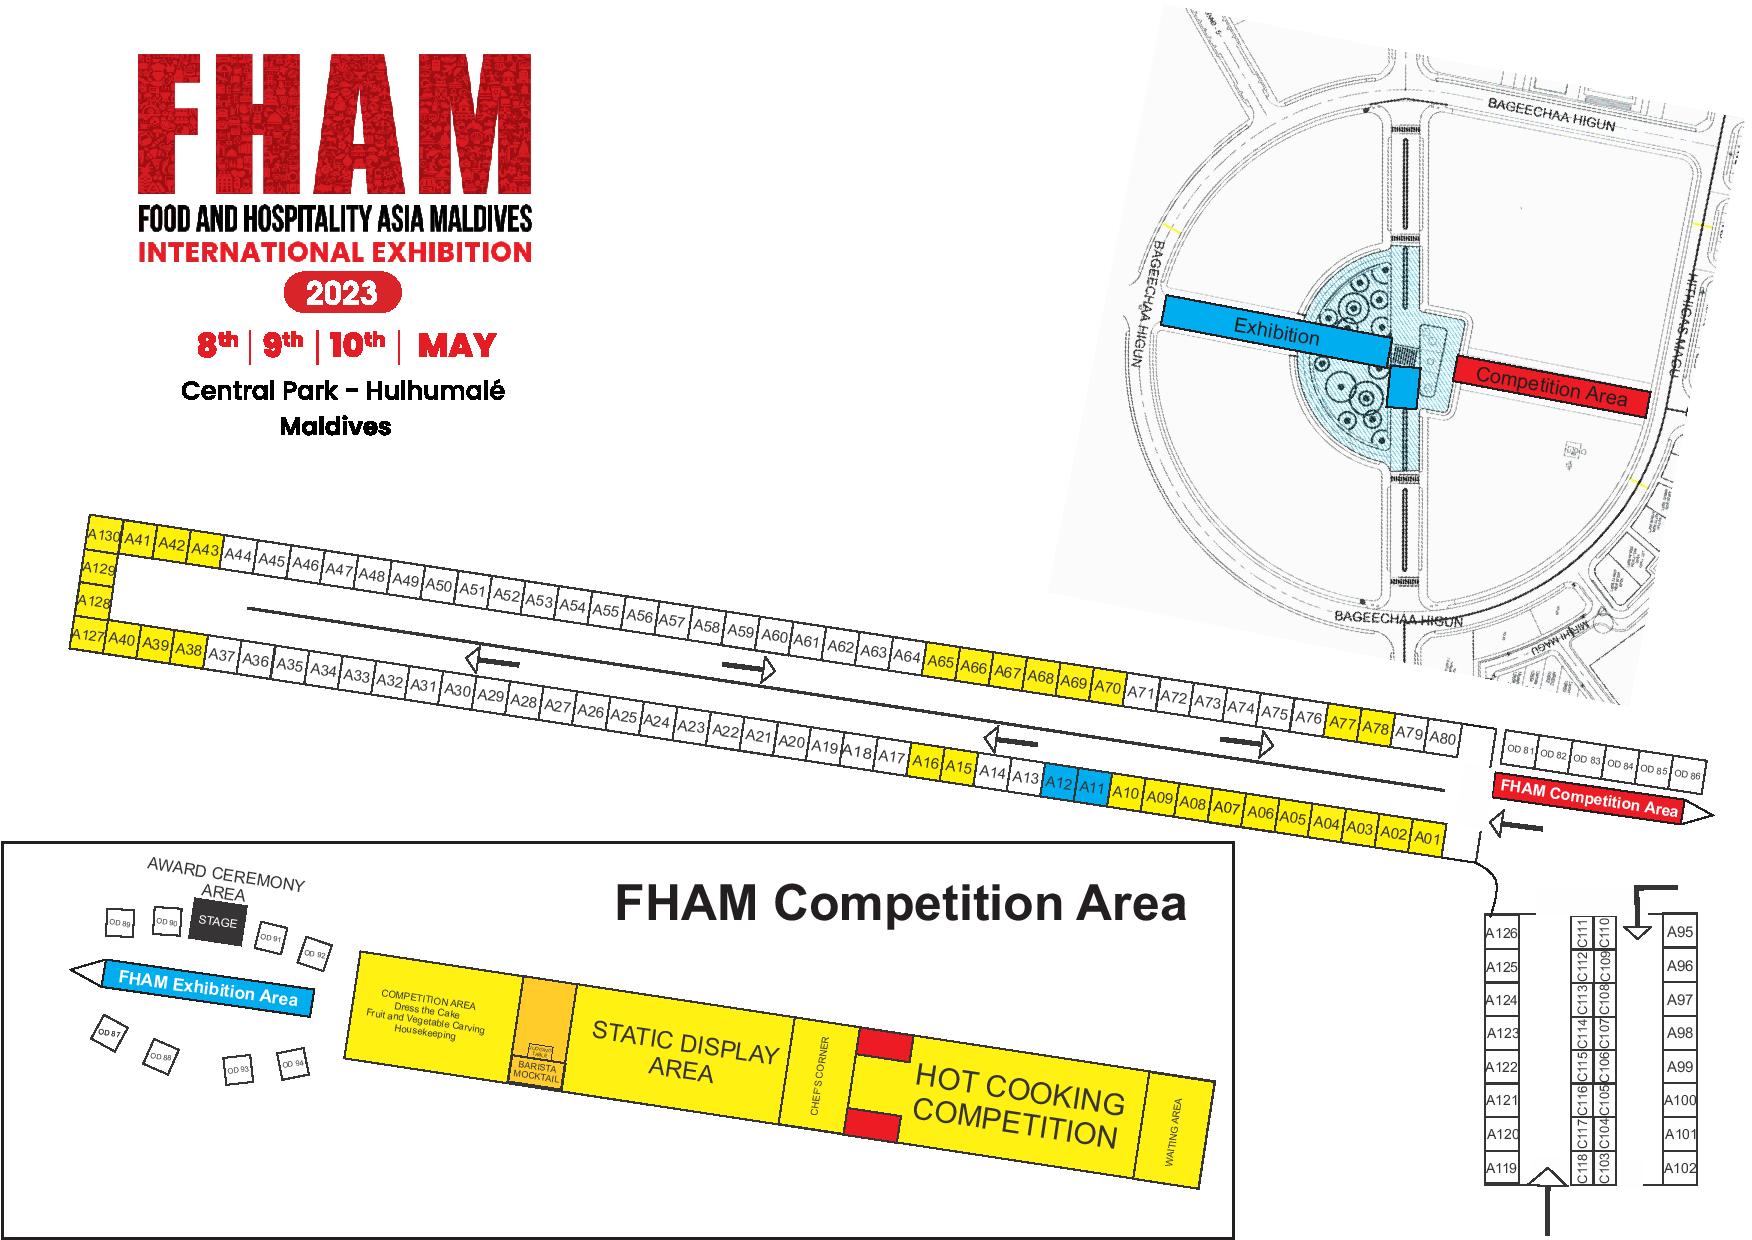 FHAM
FOOD AND HOSPITALITY ASIA MALDIVES
INTERNATIONAL EXHIBITION
2023
8th | 9th | 10th | MAY
Central Park - Hulhumalé
Maldives
BAGEECHAA HIGUN
BAGEECHAA HIGUN
HITHIGAS MAGU
Exhibition
Competition Area
BAGEECHAA HIGUN
MIRIHI MAGU
A130 A41 A42 A43 A44 A45 A46 A47 A48 A49 A50 A51 A52 A53 A54 A55 A56 A57 A58 A59 A60 A61 A62 A63 A64 A65 A66 A67 A68 A69 A70 A71 A72 A73 A74 A75 A76 A77 A78 A79 A80
OD 81 OD 82 OD 83 OD 84 OD 85 OD 86
A129
A128
A127 A40 A39 A38 A37 A36 A35 A34 A33 A32 A31 A30 A29 A28 A27 A26 A25 A24 A23 A22 A21 A20 A19 A18 A17 A16 A15 A14 A13 A12 A11 A10 A09 A08 A07 A06 A05 A04 A03 A02 A01
FHAM Competition Area
FHAM Competition Area
AWARD CEREMONY
AREA
OD 89 OD 90 STAGE OD 91 OD 92
FHAM Exhibition Area
OD 87 OD 88 OD 93 OD 94
COMPETITION AREA
Dress the Cake
Fruit and Vegetable Carving
Housekeeping
BARISTA
MOCKTAIL
STATIC DISPLAY
AREA
CHEF'S CORNER
HOT COOKING
COMPETITION
WAITING AREA
A126 C111 C110 A95
A125 C112 C109 A96
A124 C113 C108 A97
A123 C114 C107 A98
A122 C115 C106 A99
A121 C116 C105 A100
A120 C117 C104 A101
A119 C118 C103 A102